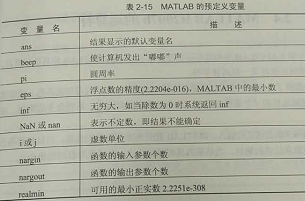 表 2-15 MATLAB 的预定义变量
变 量 名 描 述
ans 结果显示的默认变量名
beep 使计算机发出“嘟嘟”声
pi 圆周率
eps 浮点数的精度(2.2204e-016)，MALTAB中的最小数
inf 无穷大，如当除数为 0 时系统返回 inf
NaN 或 nan 表示不定数，即结果不能确定
i 或 j 虚数单位
nargin 函数的输入参数个数
nargout 函数的输出参数个数
realmin 可用的最小正实数 2.2251e-308